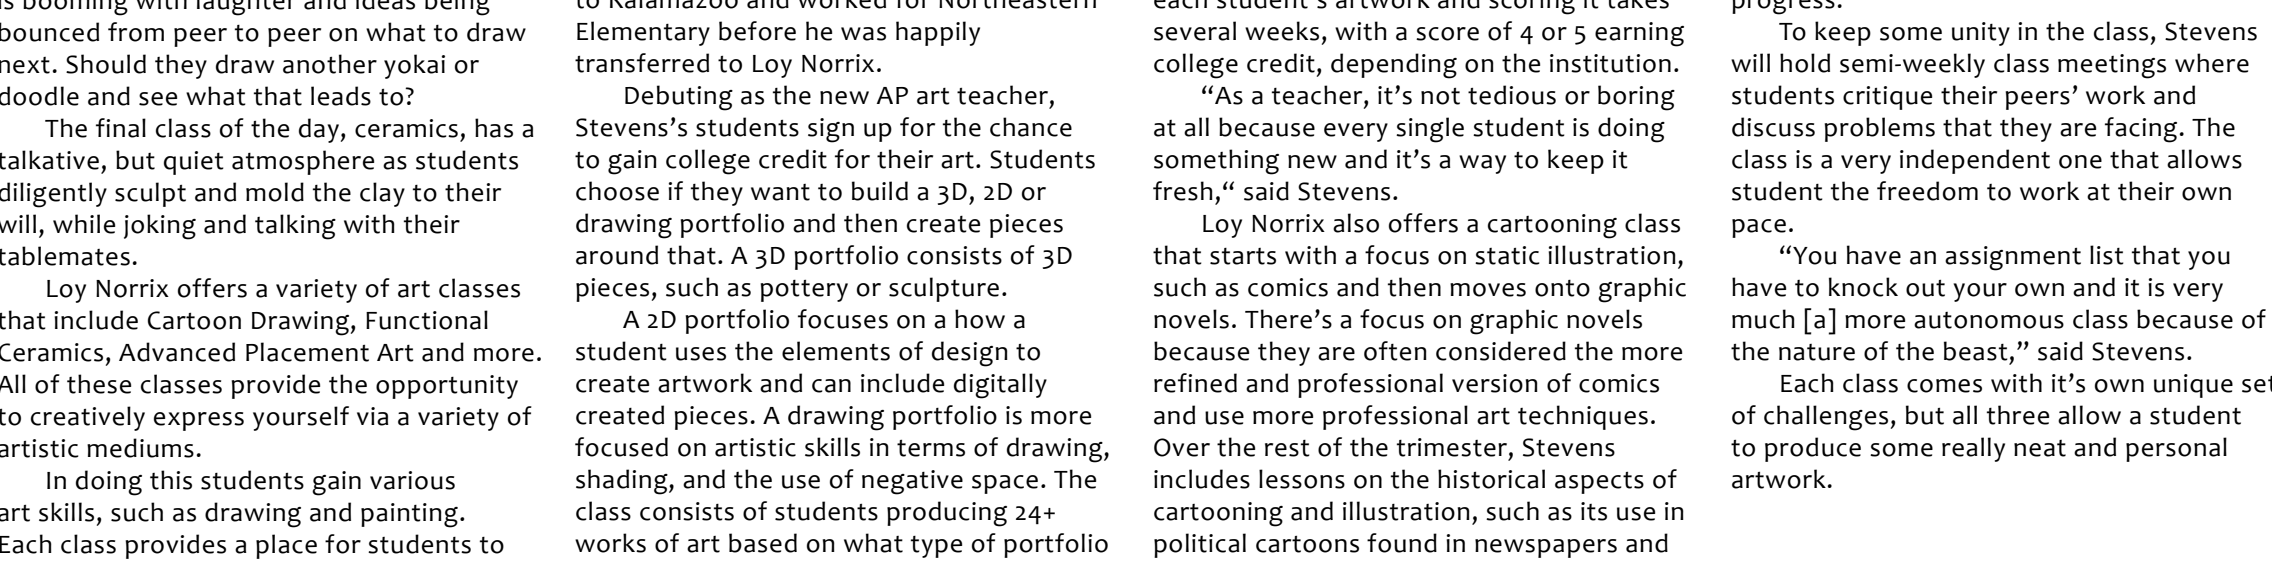 is booming with laughter and ideas being
bounced from peer to peer on what to draw
next. Should they draw another yokai or
doodle and see what that leads to?
The final class of the day, ceramics, has a
talkative, but quiet atmosphere as students
diligently sculpt and mold the clay to their
will, while joking and talking with their
tablemates.
Loy Norrix offers a variety of art classes
that include Cartoon Drawing, Functional
Ceramics, Advanced Placement Art and more.
All of these classes provide the opportunity
to creatively express yourself via a variety of
artistic mediums.
In doing this students gain various
art skills, such as drawing and painting.
Each class provides a place for students to
to Kalamazoo and worked for Northeastern
Elementary before he was happily
transferred to Loy Norrix.
Debuting as the new AP art teacher,
Stevens’s students sign up for the chance
to gain college credit for their art. Students
choose if they want to build a 3D, 2D or
drawing portfolio and then create pieces
around that. A 3D portfolio consists of 3D
pieces, such as pottery or sculpture.
A 2D portfolio focuses on a how a
student uses the elements of design to
create artwork and can include digitally
created pieces. A drawing portfolio is more
focused on artistic skills in terms of drawing,
shading, and the use of negative space. The
class consists of students producing 24+
works of art based on what type of portfolio
each student’s artwork and scoring it takes
several weeks, with a score of 4 or 5 earning
college credit, depending on the institution.
“As a teacher, it’s not tedious or boring
at all because every single student is doing
something new and it’s a way to keep it
fresh,“ said Stevens.
Loy Norrix also offers a cartooning class
that starts with a focus on static illustration,
such as comics and then moves onto graphic
novels. There’s a focus on graphic novels
because they are often considered the more
refined and professional version of comics
and use more professional art techniques.
Over the rest of the trimester, Stevens
includes lessons on the historical aspects of
cartooning and illustration, such as its use in
political cartoons found in newspapers and
progress.
To keep some unity in the class, Stevens
will hold semi-weekly class meetings where
students critique their peers’ work and
discuss problems that they are facing. The
class is a very independent one that allows
student the freedom to work at their own
pace.
“You have an assignment list that you
have to knock out your own and it is very
much [a] more autonomous class because of
the nature of the beast,” said Stevens.
Each class comes with it’s own unique set
of challenges, but all three allow a student
to produce some really neat and personal
artwork.